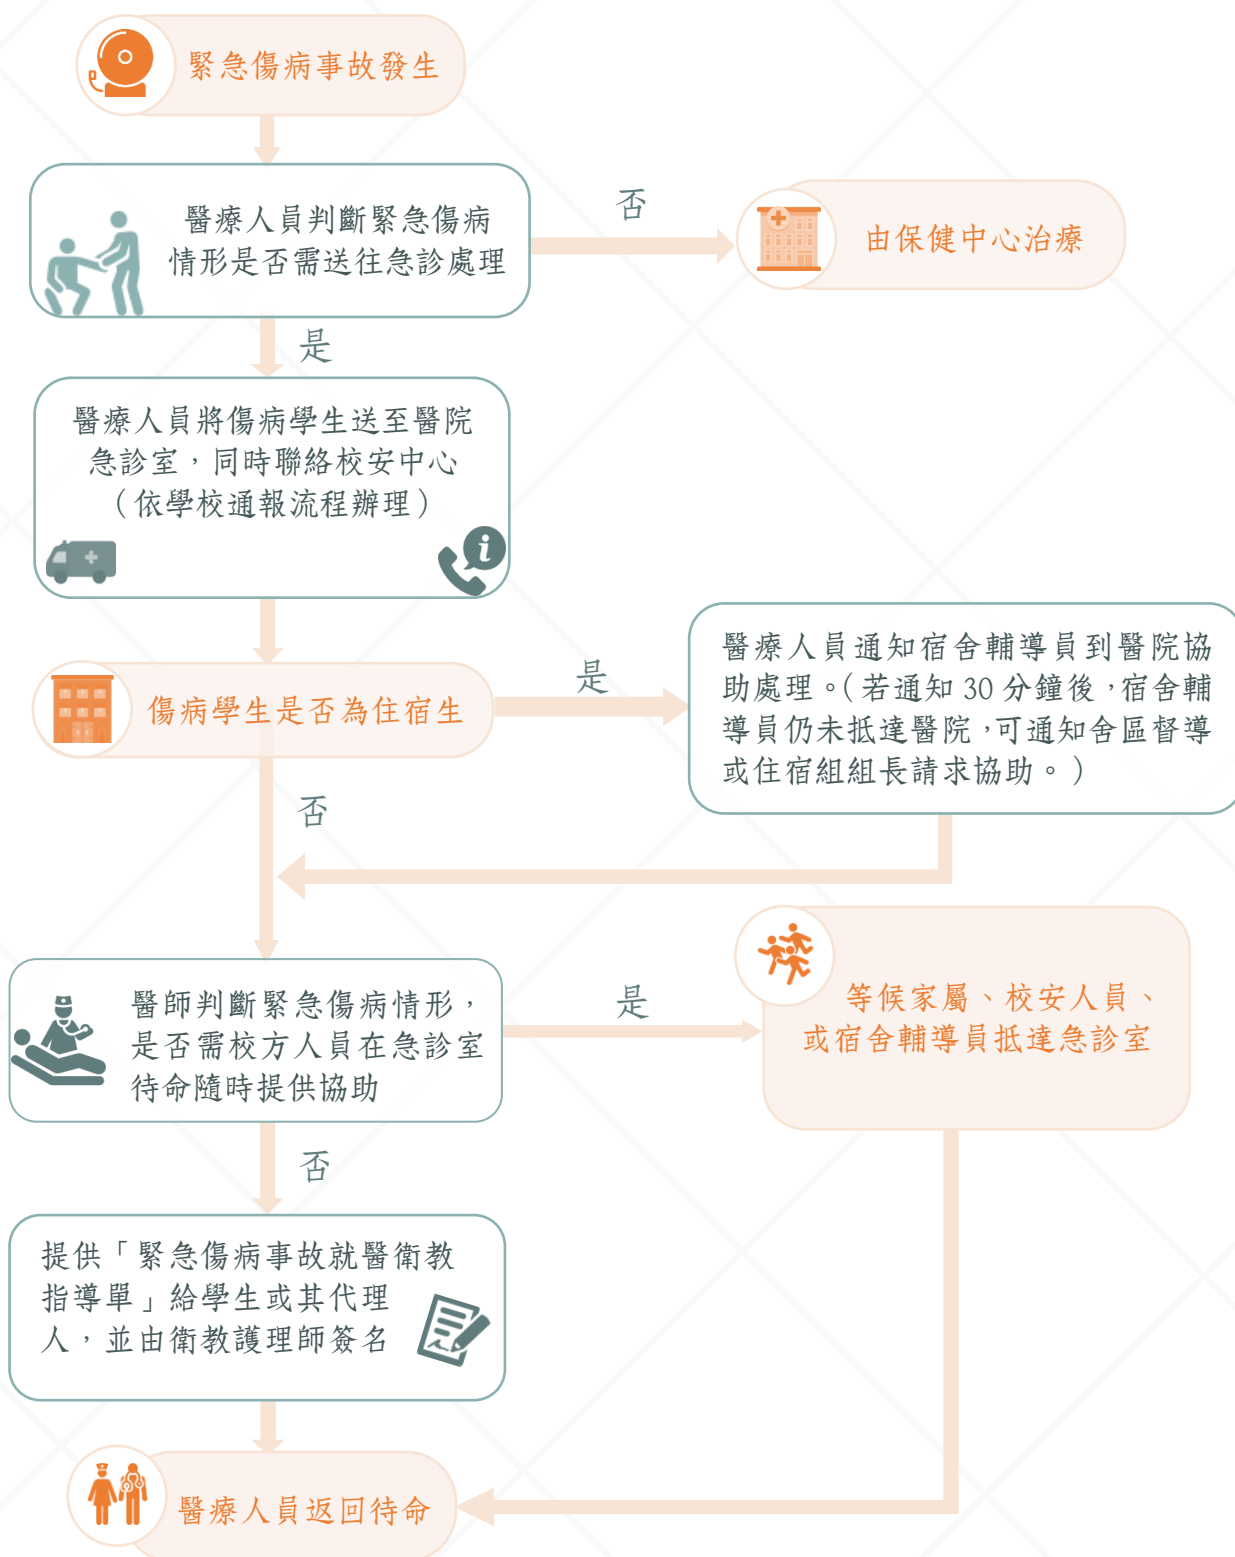 緊急傷病事故發生
醫療人員判斷緊急傷病
情形是否需送往急診處理
否
由保健中心治療
是
醫療人員將傷病學生送至醫院
急診室，同時聯絡校安中心
（依學校通報流程辦理）
傷病學生是否為住宿生
是
醫療人員通知宿舍輔導員到醫院協
助處理。（若通知 30 分鐘後，宿舍輔
導員仍未抵達醫院，可通知舍區督導
或住宿組組長請求協助。）
否
醫師判斷緊急傷病情形，
是否需校方人員在急診室
待命隨時提供協助
是
等候家屬、校安人員、
或宿舍輔導員抵達急診室
否
提供「緊急傷病事故就醫衛教
指導單」給學生或其代理
人，並由衛教護理師簽名
醫療人員返回待命